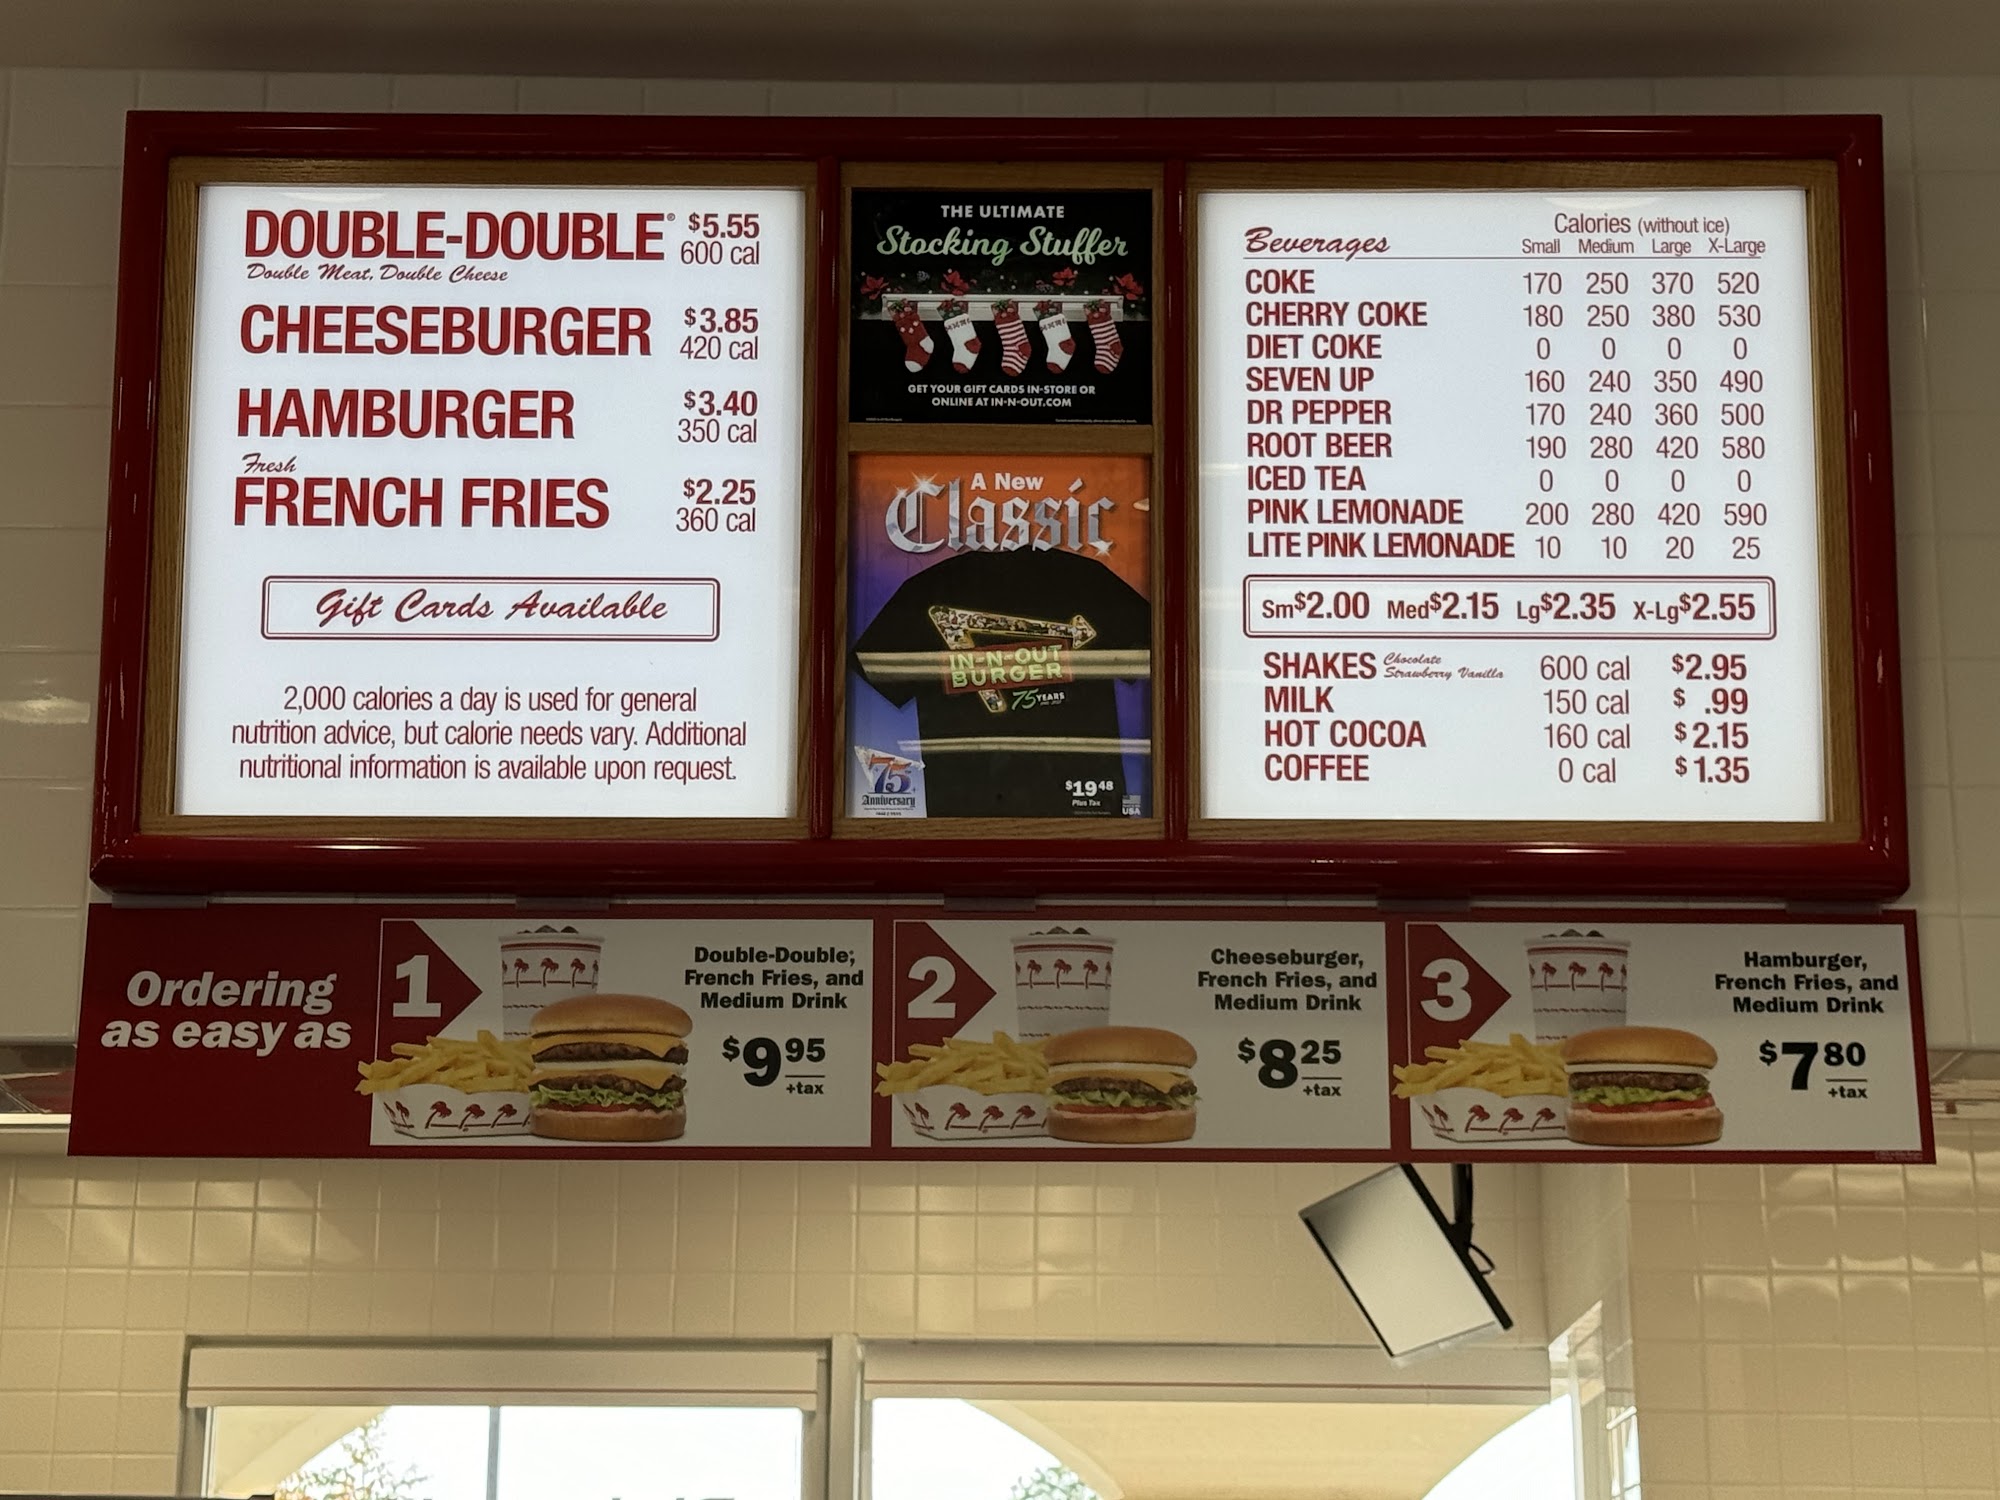 DOUBLE-DOUBLE® $5.55
Double Meat, Double Cheese 600 cal
CHEESEBURGER $3.85
420 cal
HAMBURGER $3.40
350 cal
Fresh
FRENCH FRIES $2.25
360 cal
Gift Cards Available
2,000 calories a day is used for general
nutrition advice, but calorie needs vary. Additional
nutritional information is available upon request.
THE ULTIMATE
Stocking Stuffer
GET YOUR GIFT CARDS IN-STORE OR
ONLINE AT IN-N-OUT.COM
A New
Classic
IN-N-OUT
BURGER
75 YEARS
75
Anniversary
$19.48
Plus Tax
USA
Calories (without ice)
Beverages Small Medium Large X-Large
COKE 170 250 370 520
CHERRY COKE 180 250 380 530
DIET COKE 0 0 0 0
SEVEN UP 160 240 350 490
DR PEPPER 170 240 360 500
ROOT BEER 190 280 420 580
ICED TEA 0 0 0 0
PINK LEMONADE 200 280 420 590
LITE PINK LEMONADE 10 10 20 25
Sm$2.00 Med$2.15 Lg$2.35 X-Lg$2.55
SHAKES Chocolate Strawberry Vanilla 600 cal $2.95
MILK 150 cal $ .99
HOT COCOA 160 cal $2.15
COFFEE 0 cal $1.35
Ordering
as easy as
1
Double-Double,
French Fries, and
Medium Drink
$9 95
+tax
2
Cheeseburger,
French Fries, and
Medium Drink
$8 25
+tax
3
Hamburger,
French Fries, and
Medium Drink
$7 80
+tax